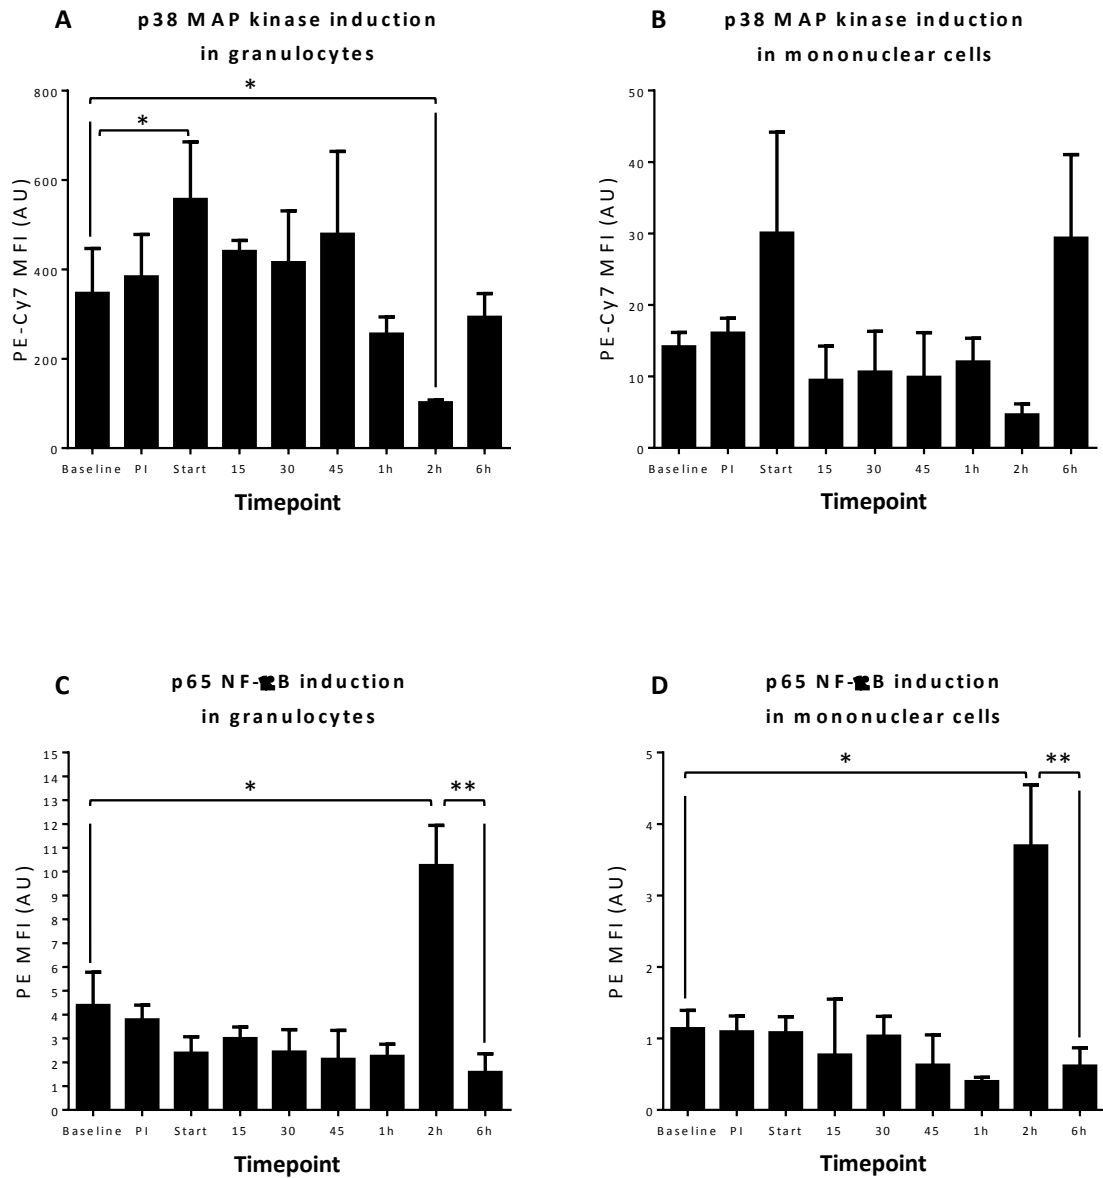 A
p38 MAP kinase induction
in granulocytes
*
*
PE-Cy7 MFI (AU)
800
600
400
200
0
Baseline PI Start 15 30 45 1h 2h 6h
Timepoint
B
p38 MAP kinase induction
in mononuclear cells
PE-Cy7 MFI (AU)
50
40
30
20
10
0
Baseline PI Start 15 30 45 1h 2h 6h
Timepoint
C
p65 NF-B induction
in granulocytes
*
**
PE MFI (AU)
15
14
13
12
11
10
9
8
7
6
5
4
3
2
1
0
Baseline PI Start 15 30 45 1h 2h 6h
Timepoint
D
p65 NF-B induction
in mononuclear cells
*
**
PE MFI (AU)
5
4
3
2
1
0
Baseline PI Start 15 30 45 1h 2h 6h
Timepoint